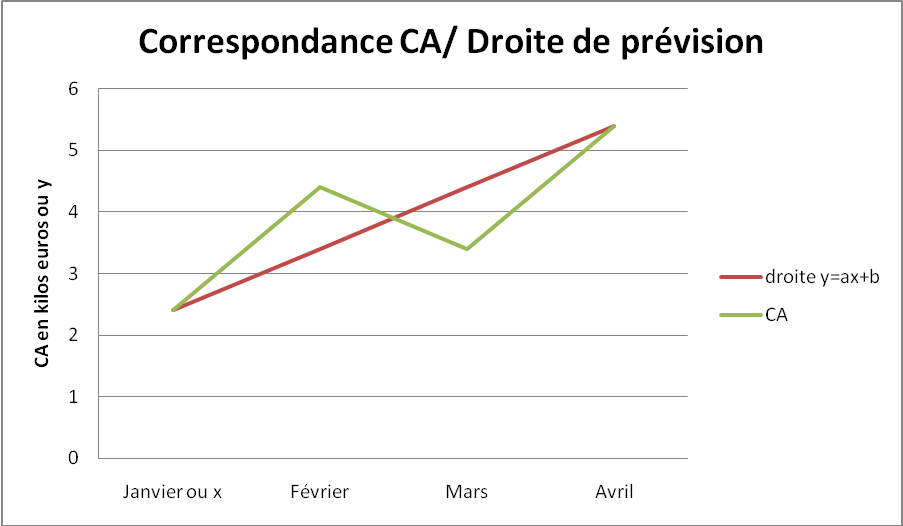 Correspondance CA/ Droite de prévision
CA en kilos euros ou y
6
5
4
3
2
1
0
Janvier ou x
Février
Mars
Avril
droite y=ax+b
CA